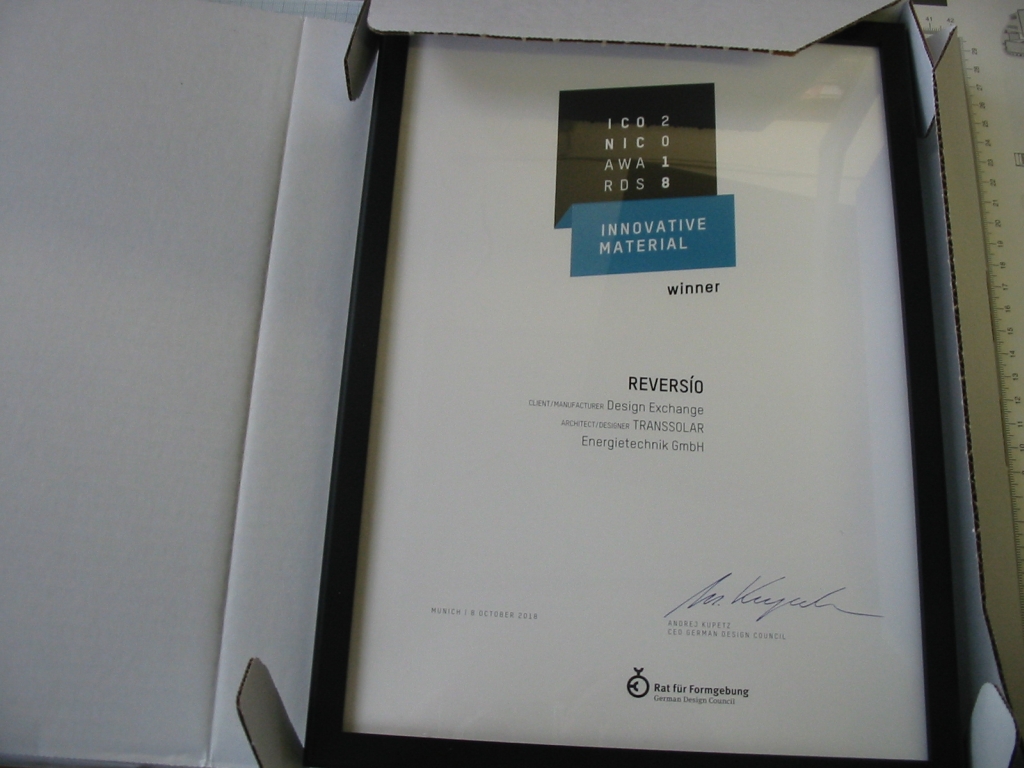 ICO 2
NIC 0
AWA 1
RDS 8
INNOVATIVE
MATERIAL
winner
REVERSÍO
CLIENT/MANUFACTURER Design Exchange
ARCHITECT/DESIGNER TRANSSOLAR
Energietechnik GmbH
MUNICH | 8 OCTOBER 2018
ANDREJ KUPETZ
CEO GERMAN DESIGN COUNCIL
Rat für Formgebung
German Design Council